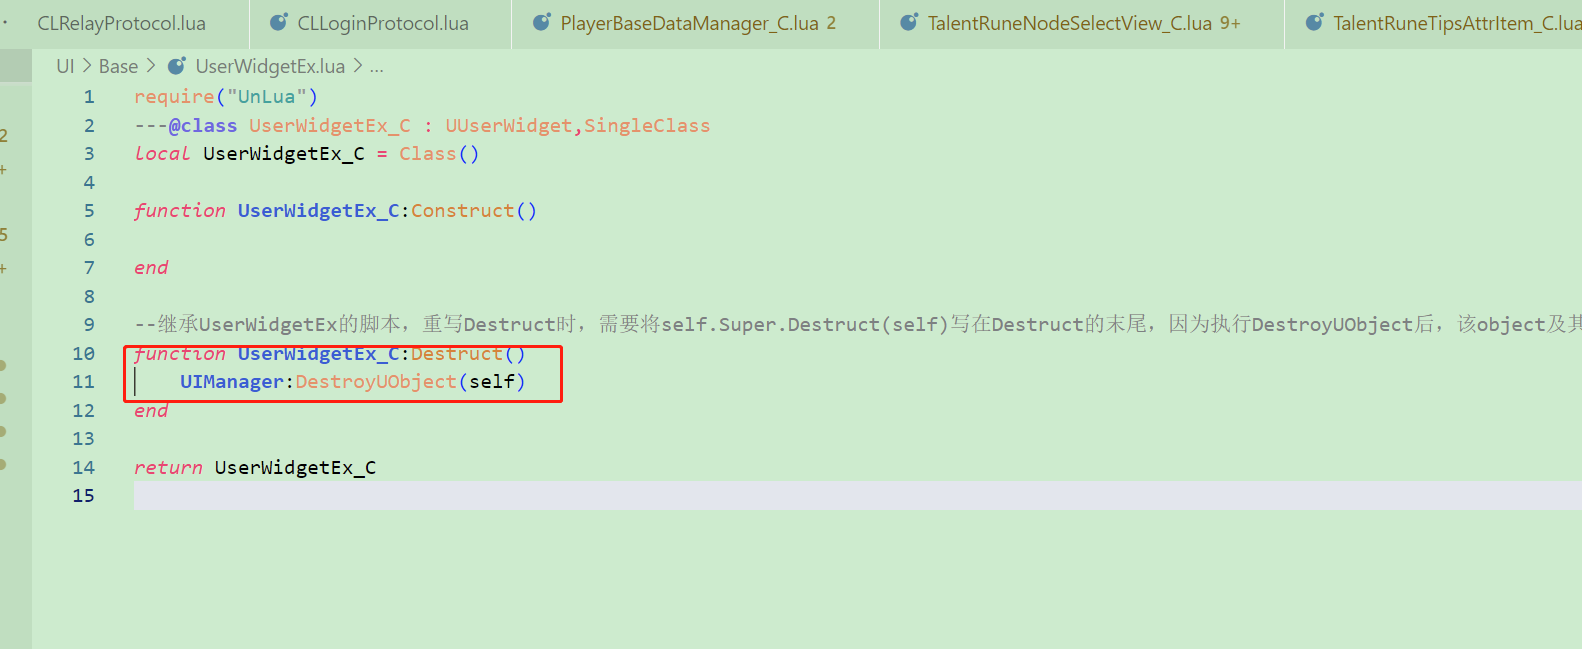 CLRelayProtocol.lua CLLoginProtocol.lua PlayerBaseDataManager_C.lua 2 TalentRuneNodeSelectView_C.lua 9+ TalentRuneTipsAttrItem_C.lua
UI > Base > UserWidgetEx.lua > ...
1 require("UnLua")
2 ---@class UserWidgetEx_C : UUserWidget,SingleClass
3 local UserWidgetEx_C = Class()
4
5 function UserWidgetEx_C:Construct()
6
7 end
8
9 --继承UserWidgetEx的脚本，重写Destruct时，需要将self.Super.Destruct(self)写在Destruct的末尾，因为执行DestroyUObject后，该object及其
10 function UserWidgetEx_C:Destruct()
11 UIManager:DestroyUObject(self)
12 end
13
14 return UserWidgetEx_C
15
2
+
5
+